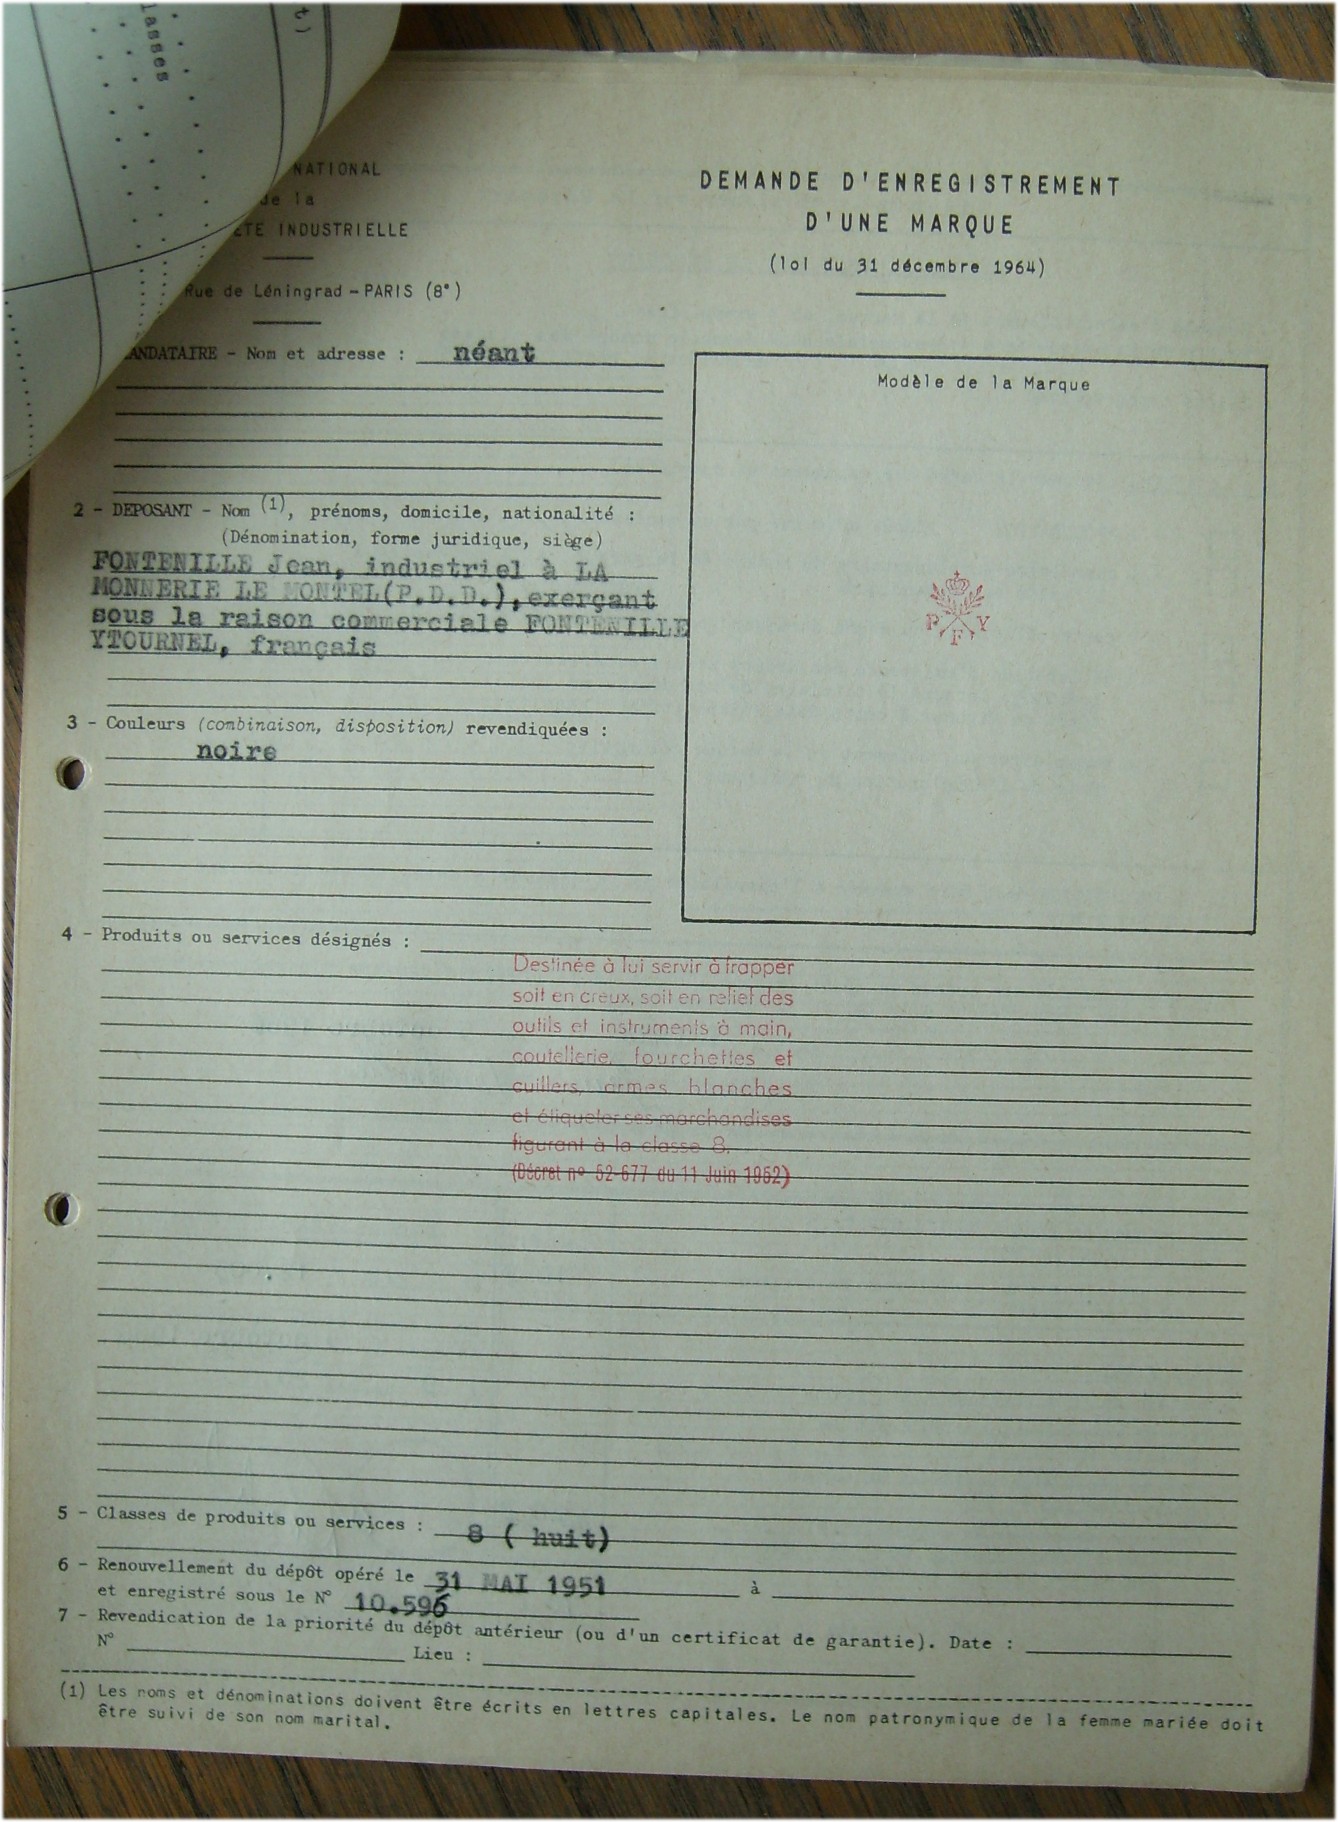 lasses
t)
NATIONAL
de la
ÉTÉ INDUSTRIELLE
Rue de Léningrad - PARIS (8°)
DEMANDE D'ENREGISTREMENT
D'UNE MARQUE
(loi du 31 décembre 1964)
ANDATAIRE - Nom et adresse : néant
Modèle de la Marque
P F Y
2 - DEPOSANT - Nom (1), prénoms, domicile, nationalité :
(Dénomination, forme juridique, siège)
FONTENILLE Jean, industriel à LA
MONNERIE LE MONTEL(P.D.D.), exerçant
sous la raison commerciale FONTENILLE
YTOURNEL, français
3 - Couleurs (combinaison, disposition) revendiquées :
noire
4 - Produits ou services désignés :
Destinée à lui servir à frapper
soit en creux, soit en relief des
outils et instruments à main,
coutellerie, fourchettes et
cuillers, armes blanches
et étiqueter ses marchandises
figurant à la classe 8.
(Décret n° 52-677 du 11 Juin 1952)
5 - Classes de produits ou services : 8 ( huit)
6 - Renouvellement du dépôt opéré le 31 MAI 1951 à
et enregistré sous le N° 10.596
7 - Revendication de la priorité du dépôt antérieur (ou d'un certificat de garantie). Date :
N° Lieu :
(1) Les noms et dénominations doivent être écrits en lettres capitales. Le nom patronymique de la femme mariée doit
être suivi de son nom marital.